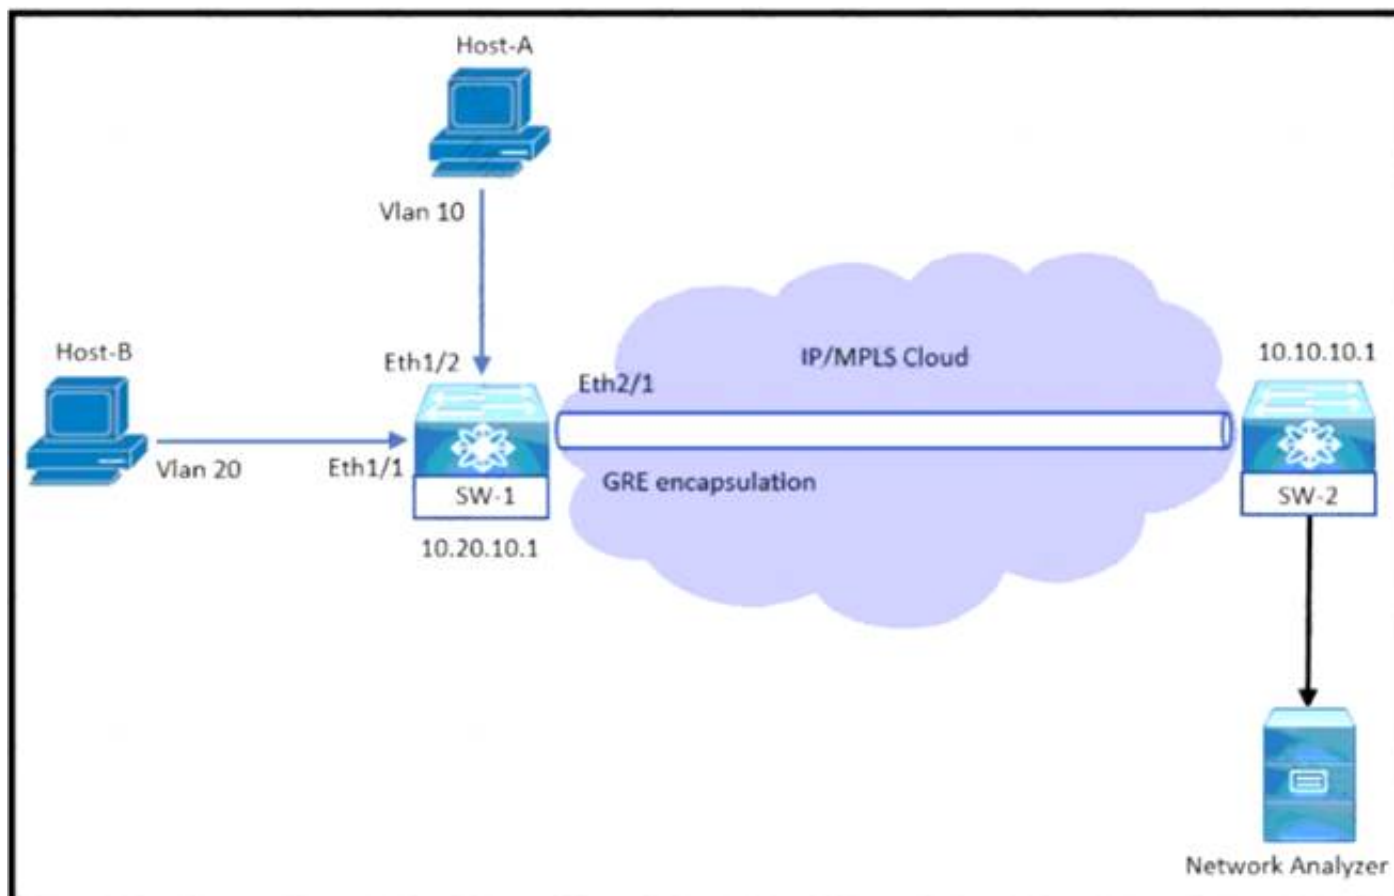 Host-A
Vlan 10
Host-B
Eth1/2
IP/MPLS Cloud
10.10.10.1
Eth2/1
Vlan 20
Eth1/1
GRE encapsulation
SW-1
SW-2
10.20.10.1
Network Analyzer